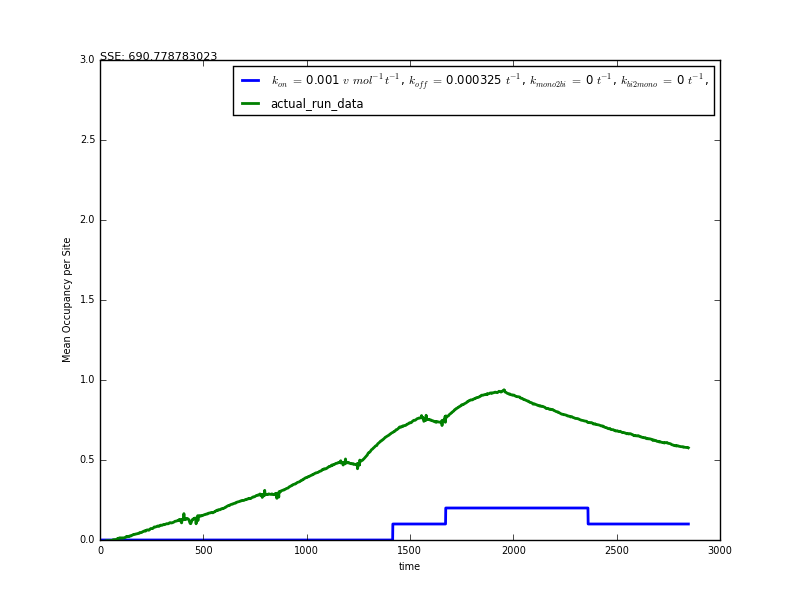 SSE: 690.778783023
3.0
k_on = 0.001 v mol^-1 t^-1, k_off = 0.000325 t^-1, k_mono2bi = 0 t^-1, k_bi2mono = 0 t^-1,
actual_run_data
2.5
2.0
1.5
1.0
0.5
0.0
Mean Occupancy per Site
0 500 1000 1500 2000 2500 3000
time